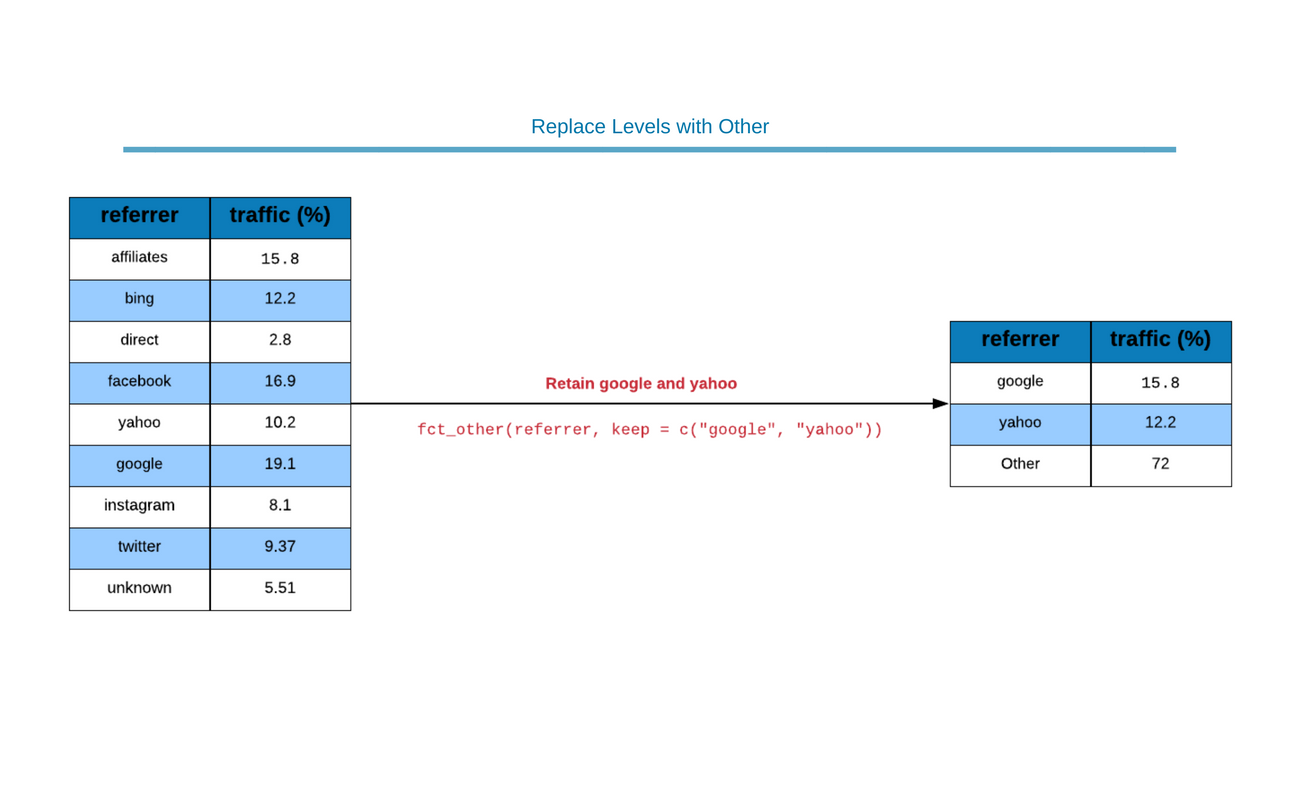 Replace Levels with Other
referrer traffic (%)
affiliates 15.8
bing 12.2
direct 2.8
facebook 16.9
yahoo 10.2
google 19.1
instagram 8.1
twitter 9.37
unknown 5.51
Retain google and yahoo
fct_other(referrer, keep = c("google", "yahoo"))
referrer traffic (%)
google 15.8
yahoo 12.2
Other 72